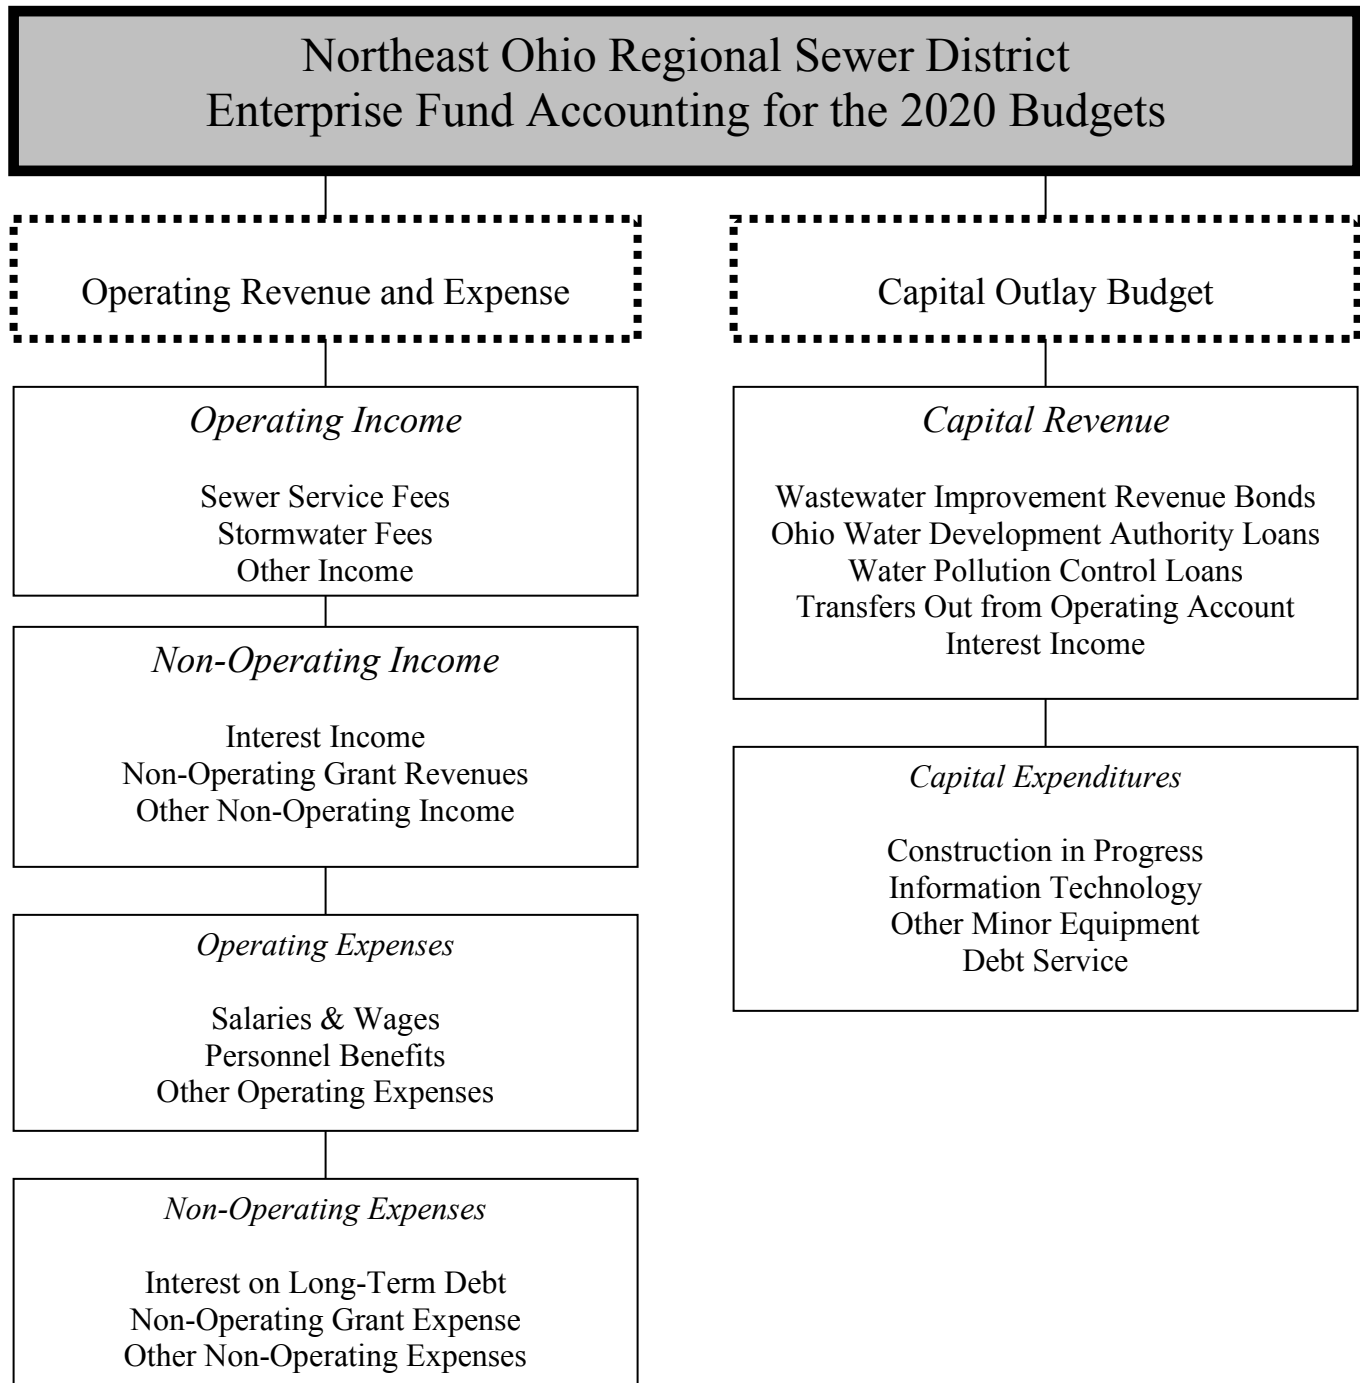 Northeast Ohio Regional Sewer District
Enterprise Fund Accounting for the 2020 Budgets
Operating Revenue and Expense
Operating Income
Sewer Service Fees
Stormwater Fees
Other Income
Non-Operating Income
Interest Income
Non-Operating Grant Revenues
Other Non-Operating Income
Operating Expenses
Salaries & Wages
Personnel Benefits
Other Operating Expenses
Non-Operating Expenses
Interest on Long-Term Debt
Non-Operating Grant Expense
Other Non-Operating Expenses
Capital Outlay Budget
Capital Revenue
Wastewater Improvement Revenue Bonds
Ohio Water Development Authority Loans
Water Pollution Control Loans
Transfers Out from Operating Account
Interest Income
Capital Expenditures
Construction in Progress
Information Technology
Other Minor Equipment
Debt Service